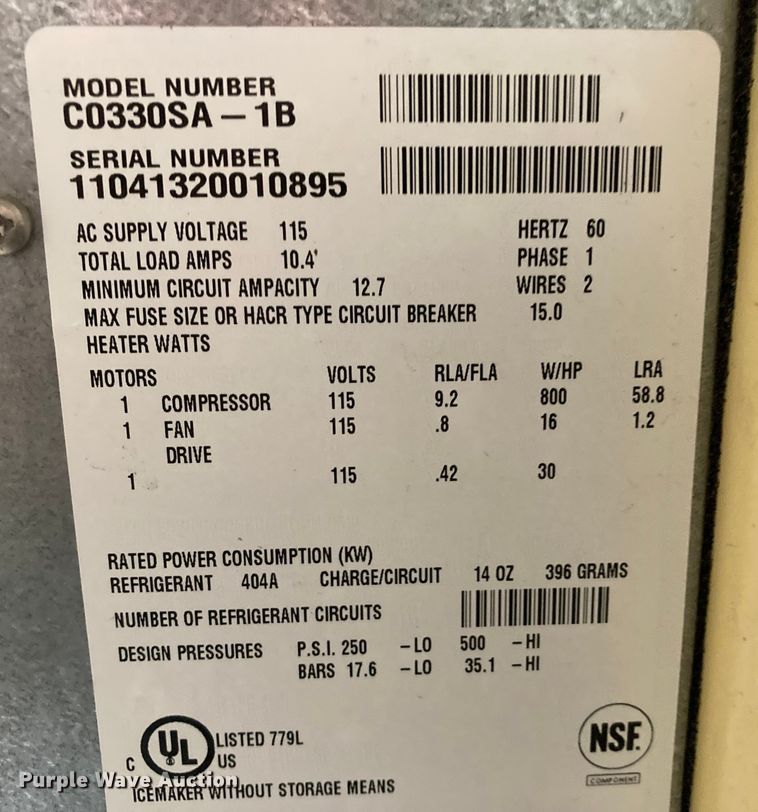 MODEL NUMBER
C0330SA – 1B
SERIAL NUMBER
11041320010895
AC SUPPLY VOLTAGE 115 HERTZ 60
TOTAL LOAD AMPS 10.4' PHASE 1
MINIMUM CIRCUIT AMPACITY 12.7 WIRES 2
MAX FUSE SIZE OR HACR TYPE CIRCUIT BREAKER 15.0
HEATER WATTS
MOTORS VOLTS RLA/FLA W/HP LRA
1 COMPRESSOR 115 9.2 800 58.8
1 FAN 115 .8 16 1.2
DRIVE
1 115 .42 30
RATED POWER CONSUMPTION (KW)
REFRIGERANT 404A CHARGE/CIRCUIT 14 OZ 396 GRAMS
NUMBER OF REFRIGERANT CIRCUITS
DESIGN PRESSURES P.S.I. 250 – LO 500 – HI
BARS 17.6 – LO 35.1 – HI
C UL US LISTED 779L
NSF.
COMPONENT
Purple Wave Auction
ICEMAKER WITHOUT STORAGE MEANS